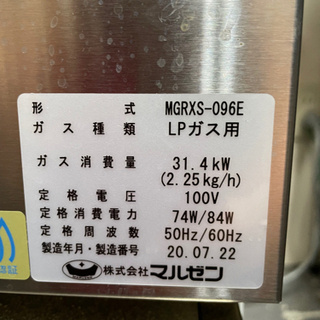 形式 MGRXS-096E
ガス種類 LPガス用
ガス消費量 31.4kW
(2.25kg/h)
定格電圧 100V
定格消費電力 74W/84W
定格周波数 50Hz/60Hz
製造年月・製造番号 20.07.22
株式会社マルゼン